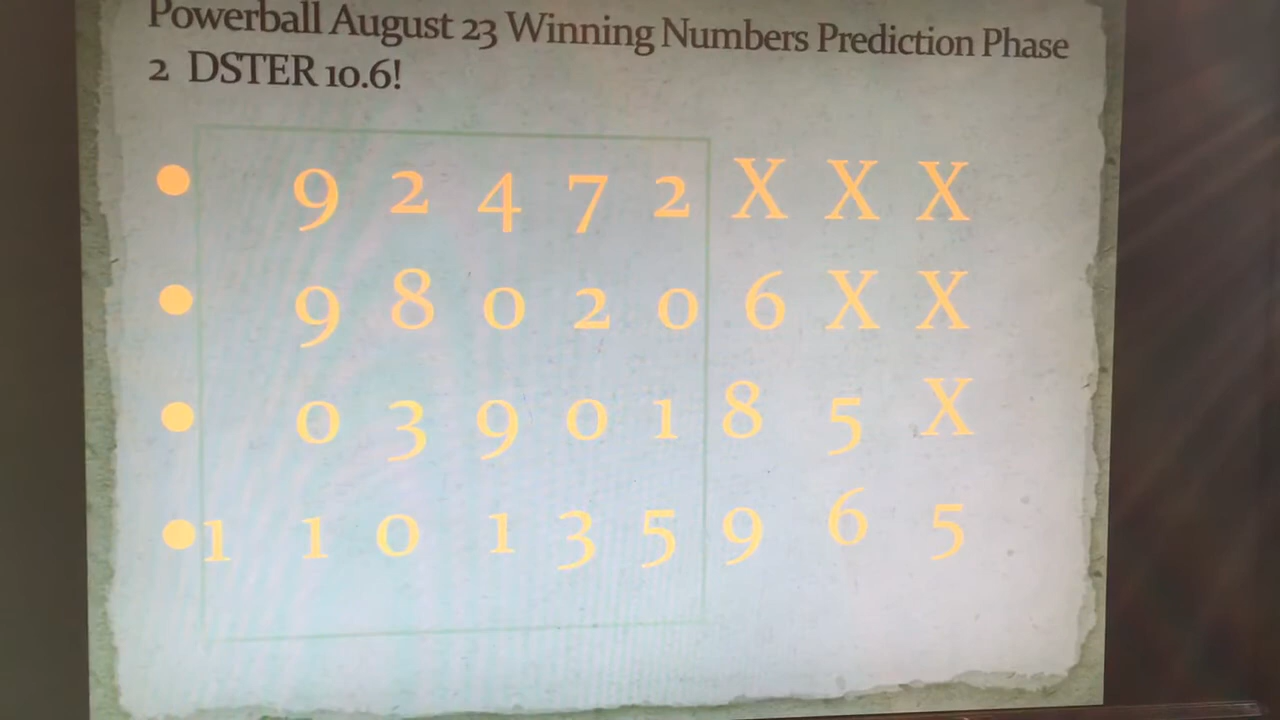 Powerball August 23 Winning Numbers Prediction Phase
2 DSTER 10.6!
• 9 2 4 7 2 X X X
• 9 8 0 2 0 6 X X
• 0 3 9 0 1 8 5 X
• 1 1 0 1 3 5 9 6 5